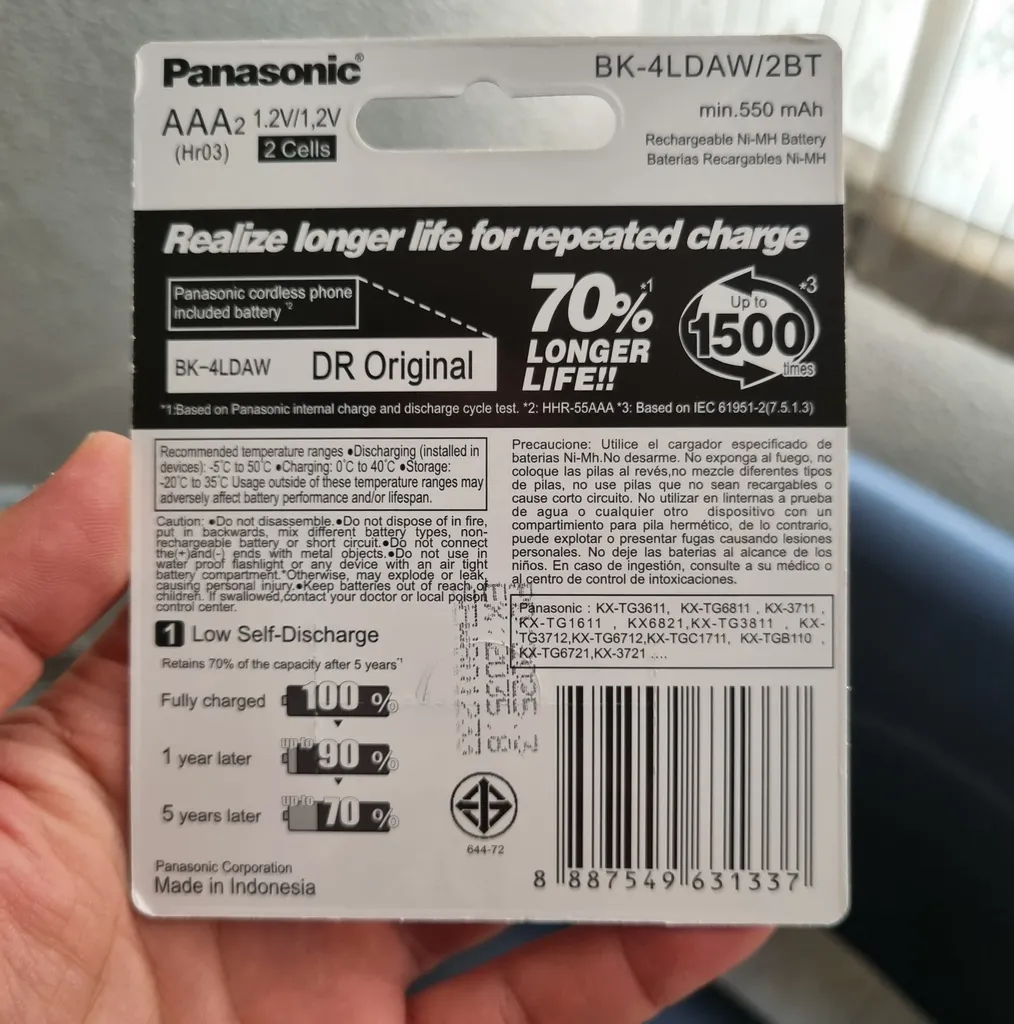 Panasonic®
BK-4LDAW/2BT
AAA2 1.2V/1,2V
(Hr03) 2 Cells
min.550 mAh
Rechargeable Ni-MH Battery
Baterias Recargables Ni-MH
Realize longer life for repeated charge
Panasonic cordless phone
included battery *2
BK-4LDAW DR Original
70%*1
LONGER
LIFE!!
Up to *3
1500
times
*1:Based on Panasonic internal charge and discharge cycle test. *2: HHR-55AAA *3: Based on IEC 61951-2(7.5.1.3)
Recommended temperature ranges ●Discharging (installed in
devices): -5℃ to 50℃ ●Charging: 0℃ to 40℃ ●Storage:
-20℃ to 35℃ Usage outside of these temperature ranges may
adversely affect battery performance and/or lifespan.
Caution: ●Do not disassemble.●Do not dispose of in fire,
put in backwards, mix different battery types, non-
rechargeable battery or short circuit.●Do not connect
the(+)and(-) ends with metal objects.●Do not use in
water proof flashlight or any device with an air tight
battery compartment.*Otherwise, may explode or leak,
causing personal injury.●Keep batteries out of reach of
children. If swallowed,contact your doctor or local poison
control center.
Precaucione: Utilice el cargador especificado de
baterias Ni-Mh.No desarme. No exponga al fuego, no
coloque las pilas al revés,no mezcle diferentes tipos
de pilas, no use pilas que no sean recargables o
cause corto circuito. No utilizar en linternas a prueba
de agua o cualquier otro dispositivo con un
compartimiento para pila hermético, de lo contrario,
puede explotar o presentar fugas causando lesiones
personales. No deje las baterias al alcance de los
niños. En caso de ingestión, consulte a su médico o
al centro de control de intoxicaciones.
Panasonic : KX-TG3611, KX-TG6811 , KX-3711 ,
KX-TG1611 , KX6821,KX-TG3811 , KX-
TG3712,KX-TG6712,KX-TGC1711, KX-TGB110 ,
KX-TG6721,KX-3721 ....
1 Low Self-Discharge
Retains 70% of the capacity after 5 years*1
Fully charged 100 %
1 year later up to 90 %
5 years later up to 70 %
644-72
Panasonic Corporation
Made in Indonesia
8 887549 631337